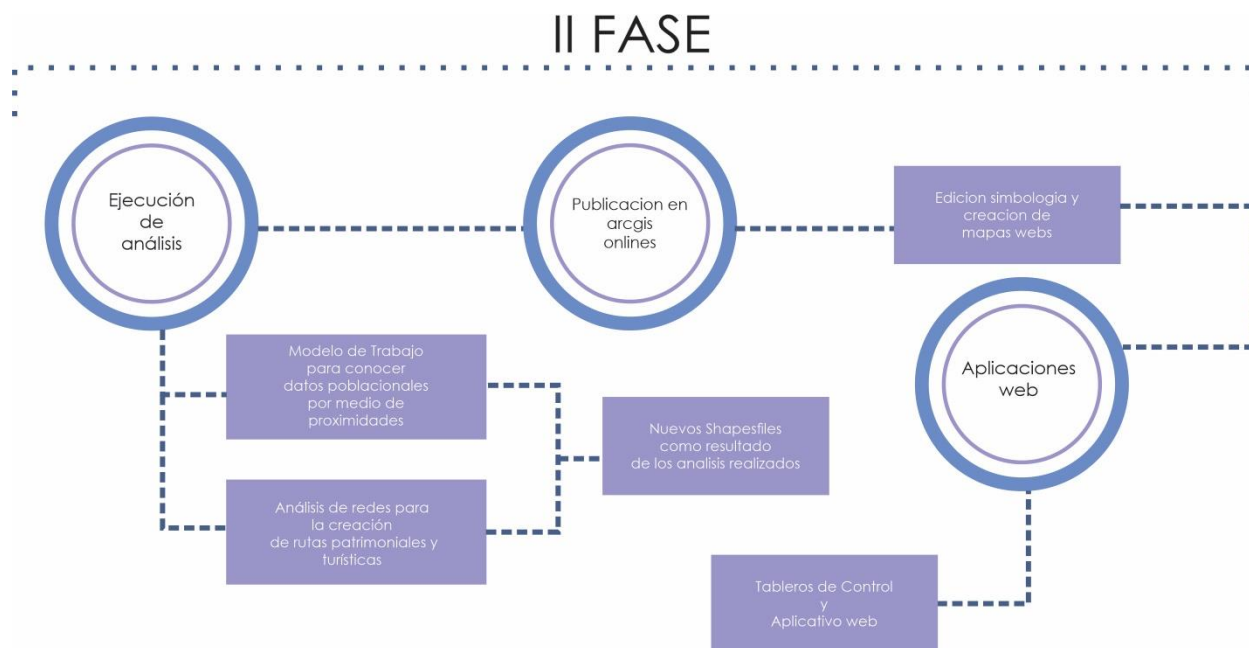 II FASE
Ejecución
de
análisis
Publicacion en
arcgis
onlines
Edicion simbologia y
creacion de
mapas webs
Modelo de Trabajo
para conocer
datos poblacionales
por medio de
proximidades
Aplicaciones
web
Nuevos Shapesfiles
como resultado
de los analisis realizados
Análisis de redes para
la creación
de rutas patrimoniales y
turísticas
Tableros de Control
y
Aplicativo web